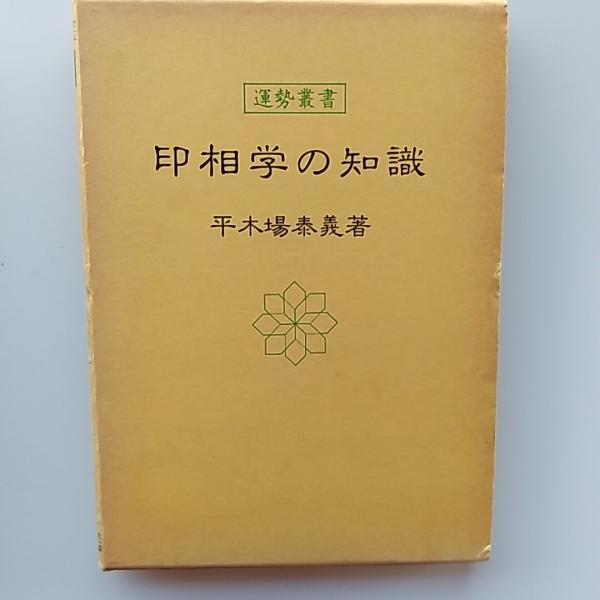 運勢叢書
印相学の知識
平木場泰義著